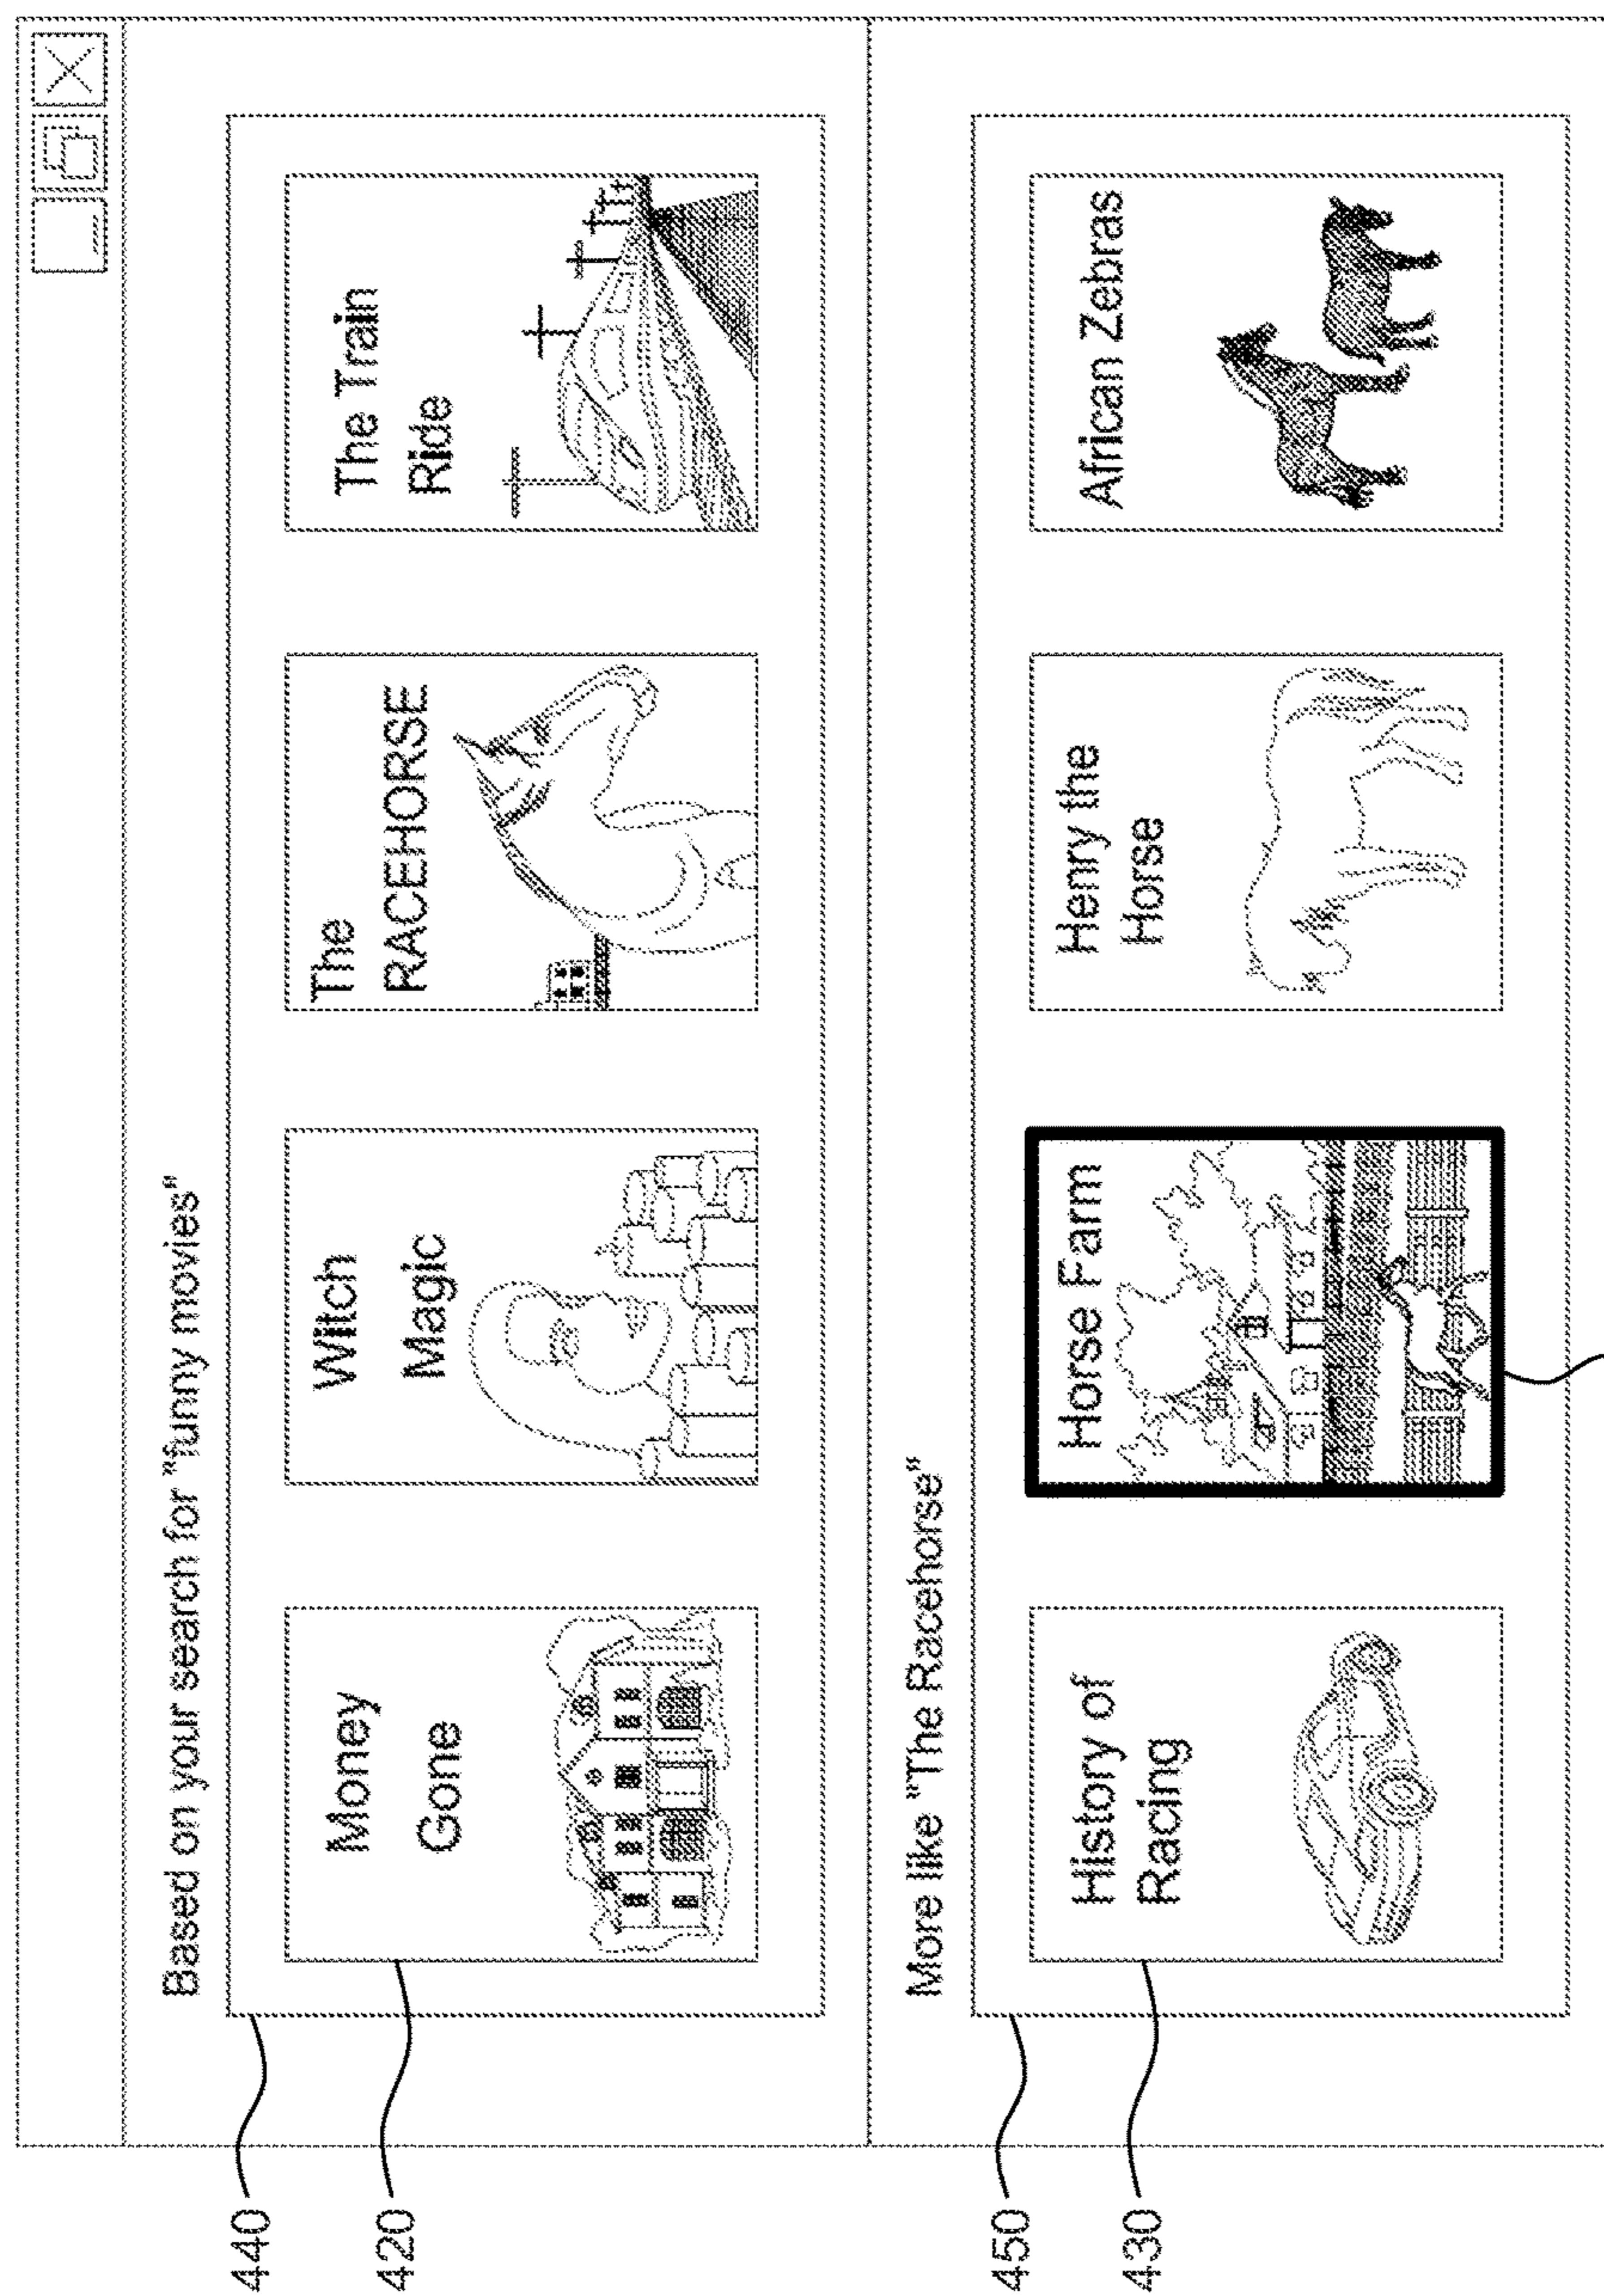 Based on your search for "funny movies"
440
420
Money
Gone
Witch
Magic
The
RACEHORSE
The Train
Ride
More like "The Racehorse"
450
430
History of
Racing
Horse Farm
Henry the
Horse
African Zebras